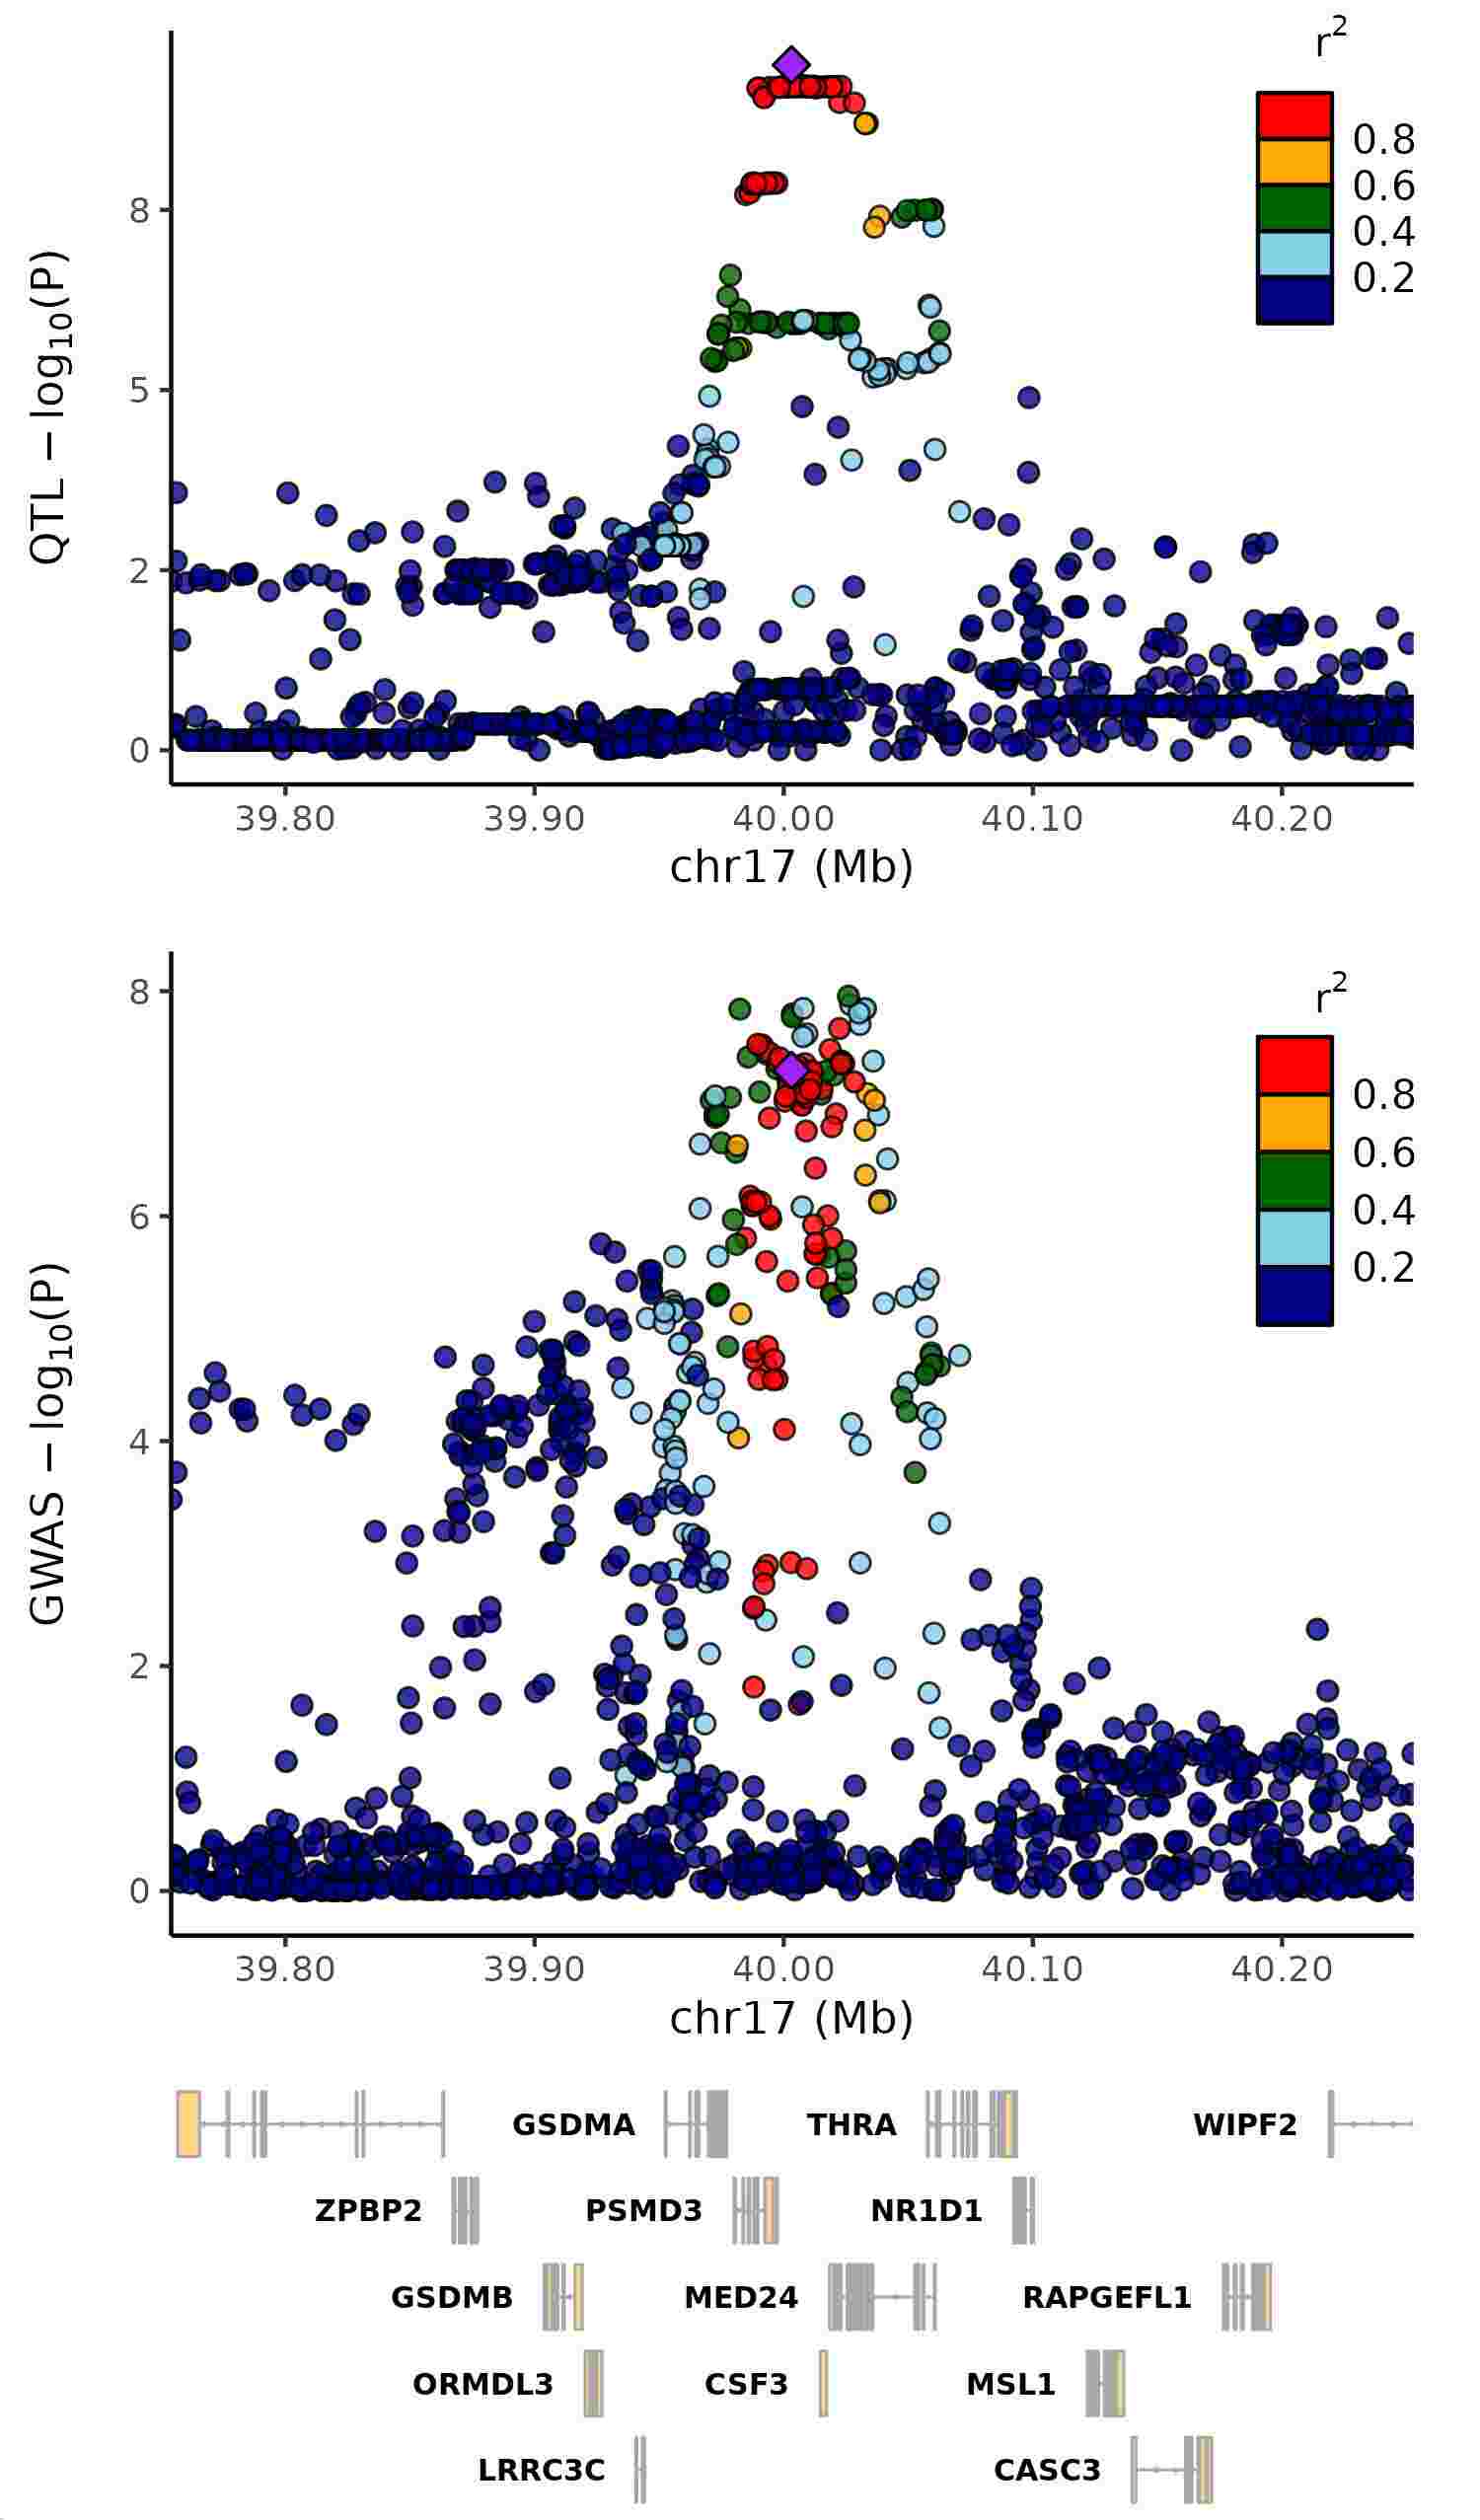 r²
0.8
0.6
0.4
0.2
QTL −log₁₀(P)
8
5
2
0
39.80 39.90 40.00 40.10 40.20
chr17 (Mb)
r²
0.8
0.6
0.4
0.2
GWAS −log₁₀(P)
8
6
4
2
0
39.80 39.90 40.00 40.10 40.20
chr17 (Mb)
GSDMA THRA WIPF2
ZPBP2 PSMD3 NR1D1
GSDMB MED24 RAPGEFL1
ORMDL3 CSF3 MSL1
LRRC3C CASC3